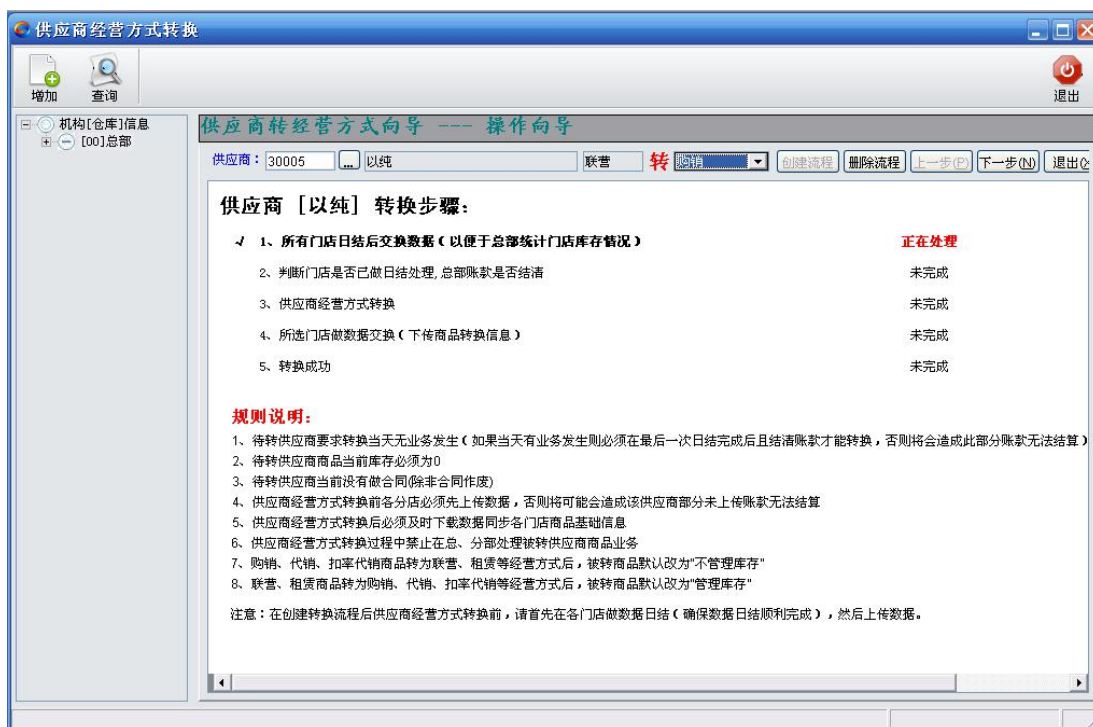 供应商经营方式转换
增加
查询
退出
机构[仓库]信息
[00]总部
供应商转经营方式向导 --- 操作向导
供应商： 30005 ... 以纯 联营 转 购销 创建流程 删除流程 上一步(P) 下一步(N) 退出(
供应商 [以纯] 转换步骤：
√ 1、所有门店日结后交换数据（以便于总部统计门店库存情况） 正在处理
2、判断门店是否已做日结处理,总部账款是否结清 未完成
3、供应商经营方式转换 未完成
4、所选门店做数据交换（下传商品转换信息） 未完成
5、转换成功 未完成
规则说明：
1、待转供应商要求转换当天无业务发生（如果当天有业务发生则必须在最后一次日结完成后且结清账款才能转换，否则将会造成此部分账款无法结算）
2、待转供应商商品当前库存必须为0
3、待转供应商当前没有做合同(除非合同作废)
4、供应商经营方式转换前各分店必须先上传数据，否则将可能会造成该供应商部分未上传账款无法结算
5、供应商经营方式转换后必须及时下载数据同步各门店商品基础信息
6、供应商经营方式转换过程中禁止在总、分部处理被转供应商商品业务
7、购销、代销、扣率代销商品转为联营、租赁等经营方式后，被转商品默认改为"不管理库存"
8、联营、租赁商品转为购销、代销、扣率代销等经营方式后，被转商品默认改为"管理库存"
注意：在创建转换流程后供应商经营方式转换前，请首先在各门店做数据日结（确保数据日结顺利完成），然后上传数据。